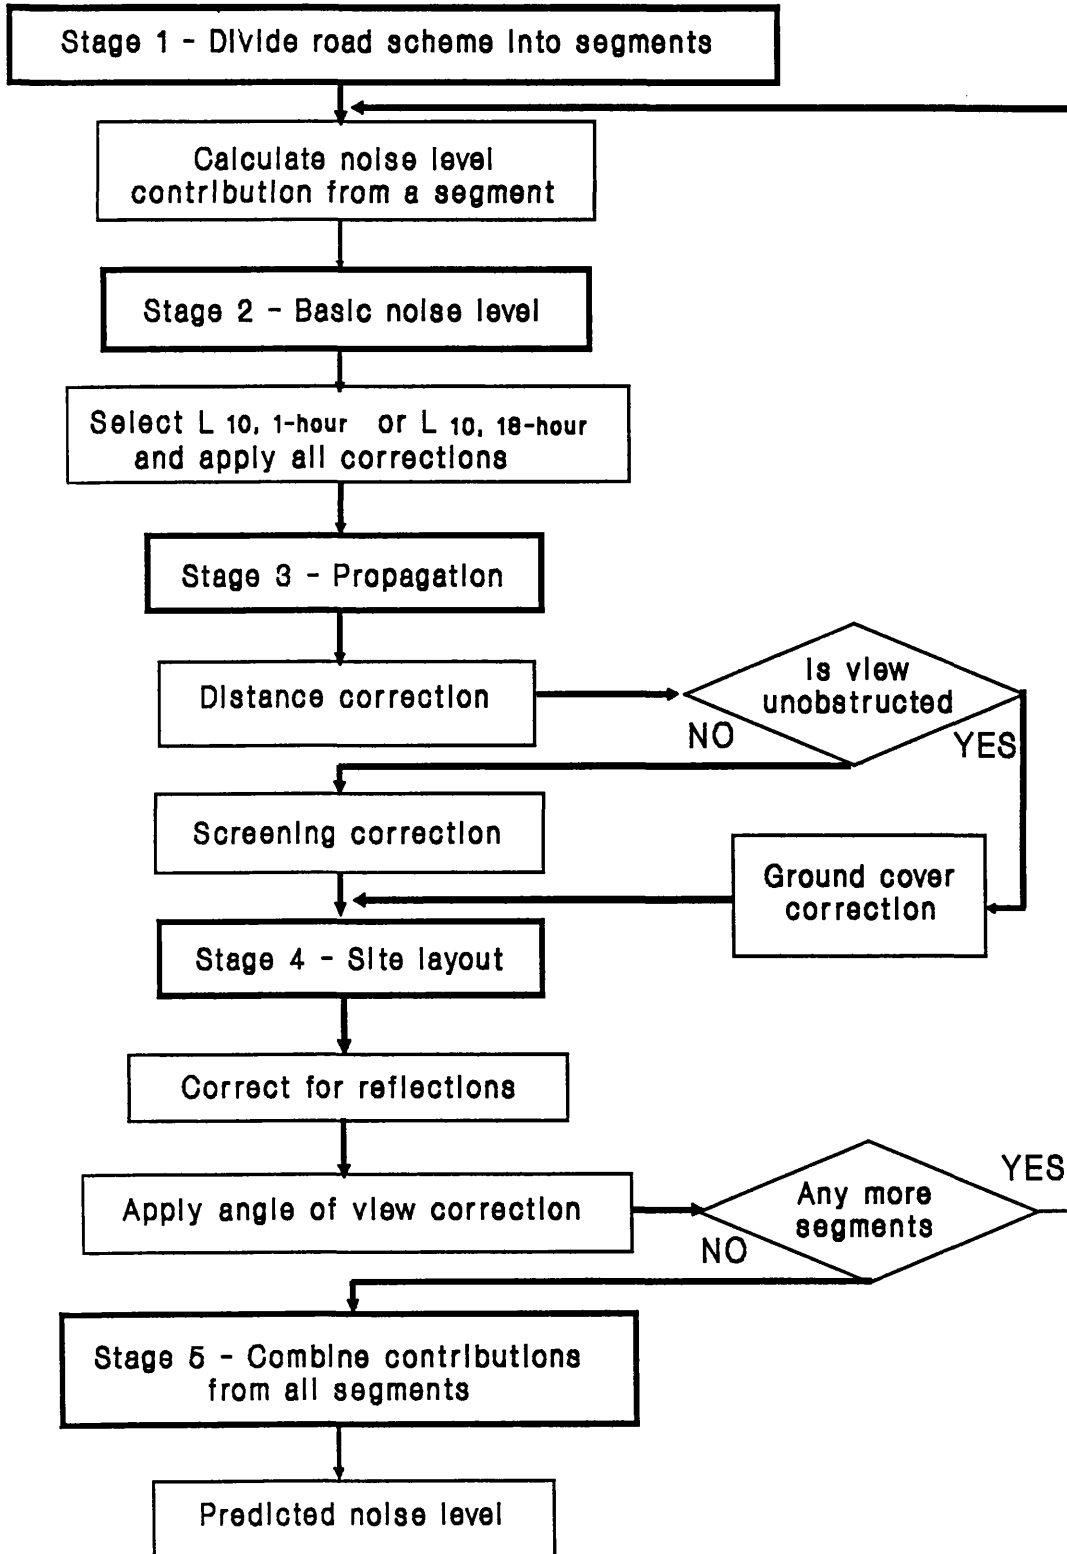 Stage 1 - Divide road scheme into segments
Calculate noise level
contribution from a segment
Stage 2 - Basic noise level
Select L 10, 1-hour or L 10, 18-hour
and apply all corrections
Stage 3 - Propagation
Distance correction
Is view
unobstructed
NO
YES
Screening correction
Ground cover
correction
Stage 4 - Site layout
Correct for reflections
Apply angle of view correction
Any more
segments
YES
NO
Stage 5 - Combine contributions
from all segments
Predicted noise level